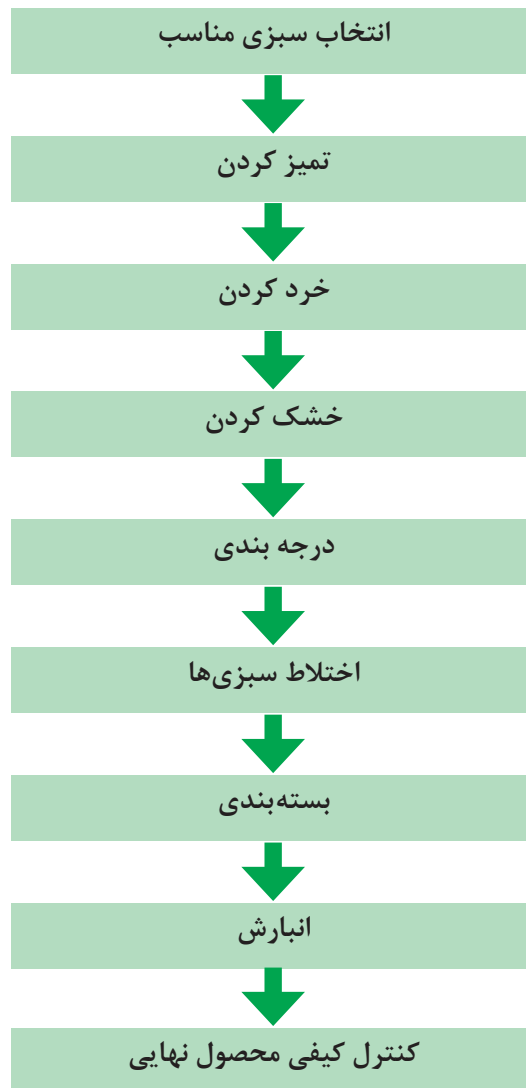 انتخاب سبزی مناسب
تمیز کردن
خرد کردن
خشک کردن
درجه بندی
اختلاط سبزی‌ها
بسته‌بندی
انبارش
کنترل کیفی محصول نهایی